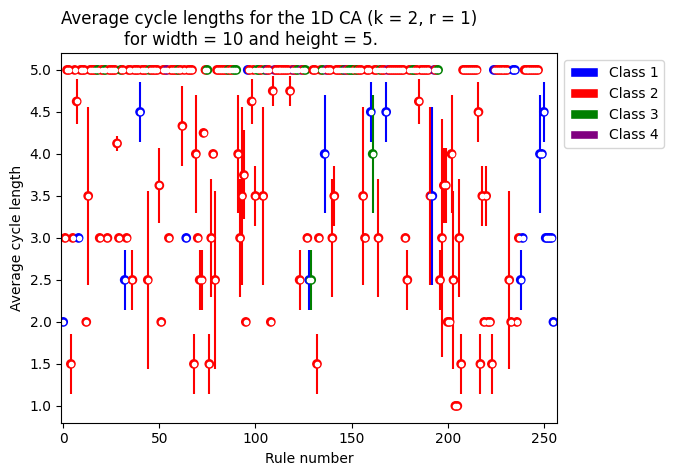 Average cycle lengths for the 1D CA (k = 2, r = 1)
for width = 10 and height = 5.
5.0
4.5
4.0
3.5
3.0
2.5
2.0
1.5
1.0
Average cycle length
0
50
100
150
200
250
Rule number
Class 1
Class 2
Class 3
Class 4